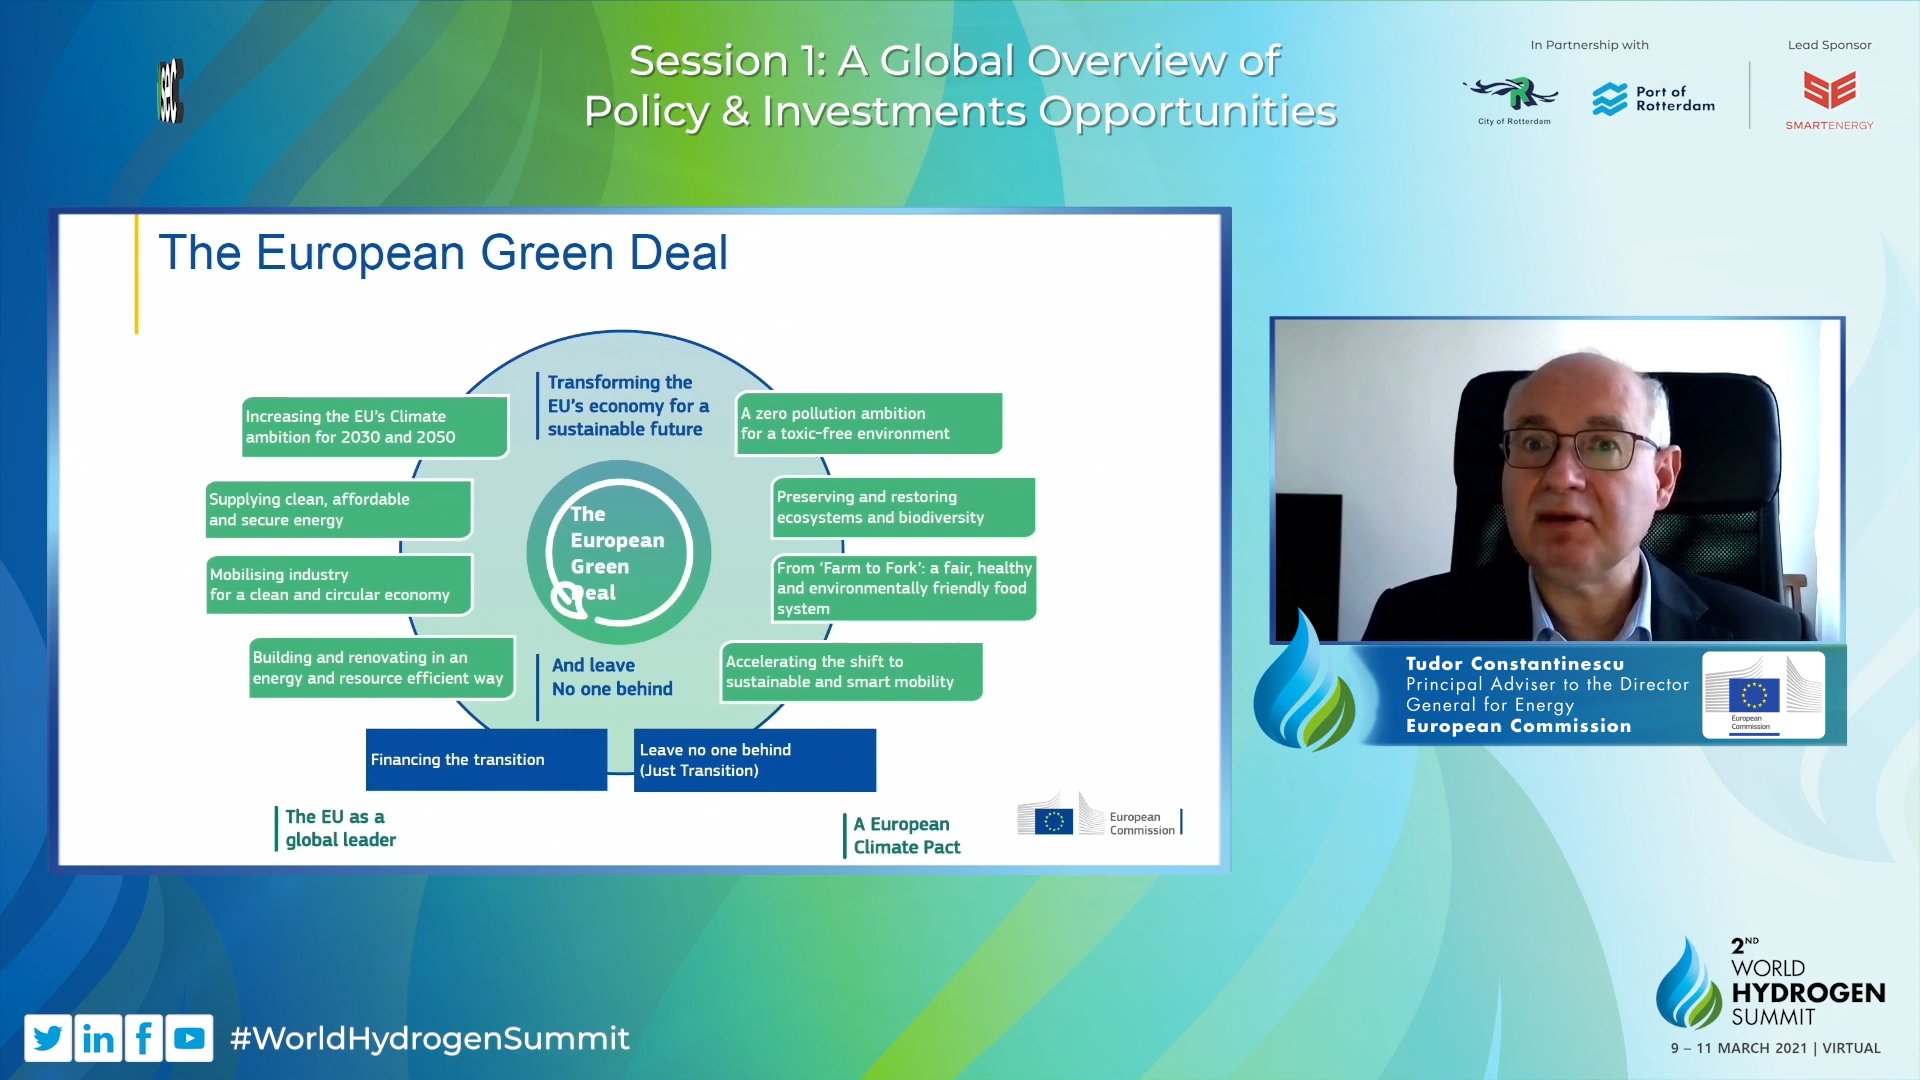 Session 1: A Global Overview of
Policy & Investments Opportunities
In Partnership with
Lead Sponsor
City of Rotterdam
Port of
Rotterdam
SMARTENERGY
sec
The European Green Deal
Transforming the
EU's economy for a
sustainable future
Increasing the EU's Climate
ambition for 2030 and 2050
Supplying clean, affordable
and secure energy
Mobilising industry
for a clean and circular economy
Building and renovating in an
energy and resource efficient way
The
European
Green
Deal
A zero pollution ambition
for a toxic-free environment
Preserving and restoring
ecosystems and biodiversity
From ‘Farm to Fork’: a fair, healthy
and environmentally friendly food
system
Accelerating the shift to
sustainable and smart mobility
And leave
No one behind
Financing the transition
Leave no one behind
(Just Transition)
The EU as a
global leader
A European
Climate Pact
European
Commission
Tudor Constantinescu
Principal Adviser to the Director
General for Energy
European Commission
European
Commission
#WorldHydrogenSummit
2ND
WORLD
HYDROGEN
SUMMIT
9 – 11 MARCH 2021 | VIRTUAL